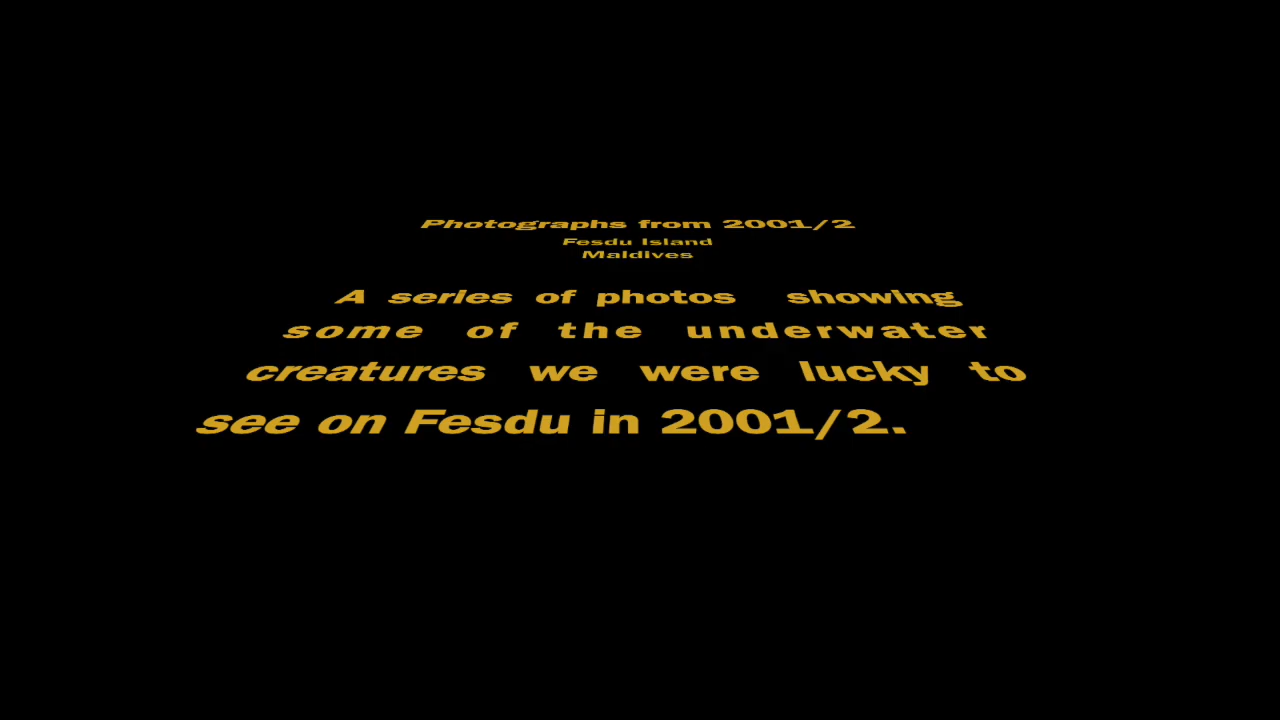 Photographs from 2001/2
Fesdu Island
Maldives
A series of photos showing
some of the underwater
creatures we were lucky to
see on Fesdu in 2001/2.